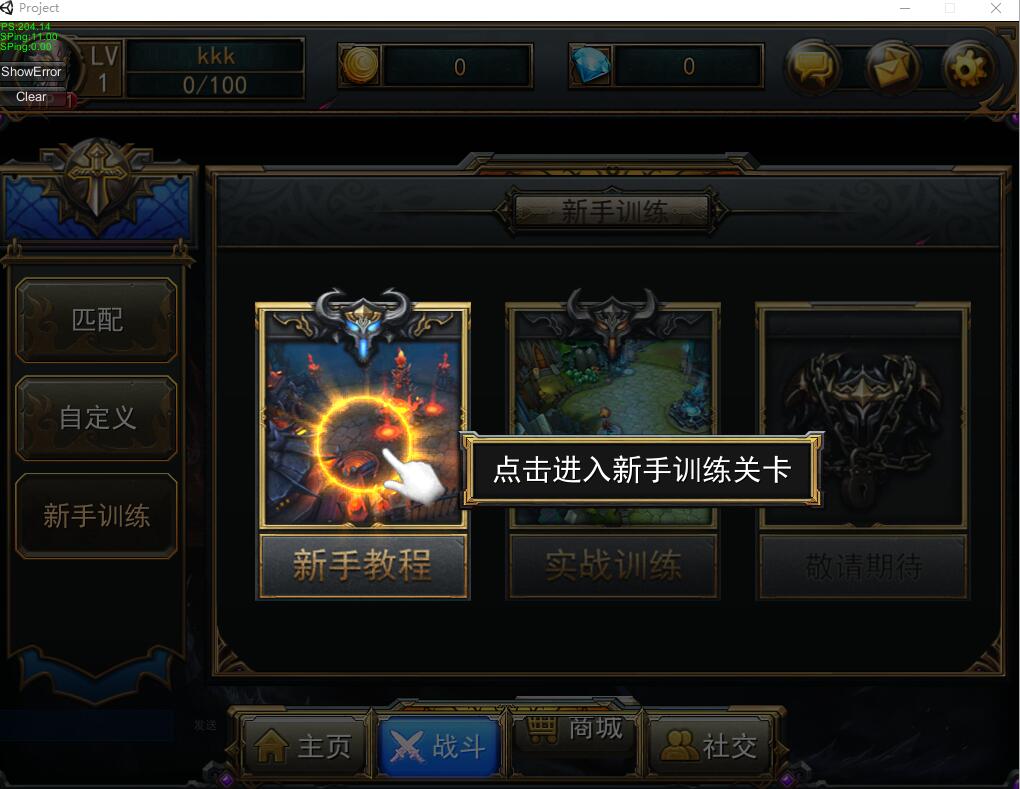 Project
PS:204.14
SPing:11.00
SPing:0.00
ShowError
Clear
1
LV
1
kkk
0/100
0
0
新手训练
匹配
自定义
新手训练
点击进入新手训练关卡
新手教程
实战训练
敬请期待
发送
主页
战斗
商城
社交